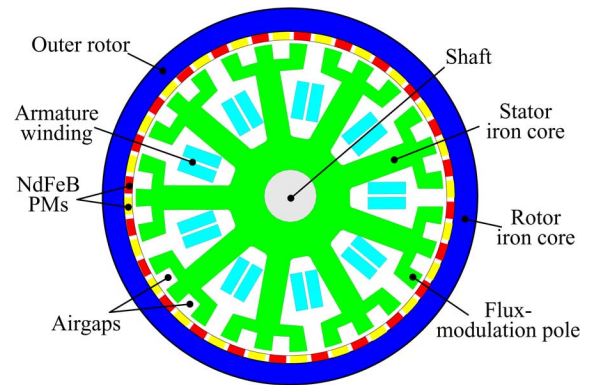 Outer rotor
Shaft
Armature
winding
Stator
iron core
NdFeB
PMs
Rotor
iron core
Airgaps
Flux-
modulation pole